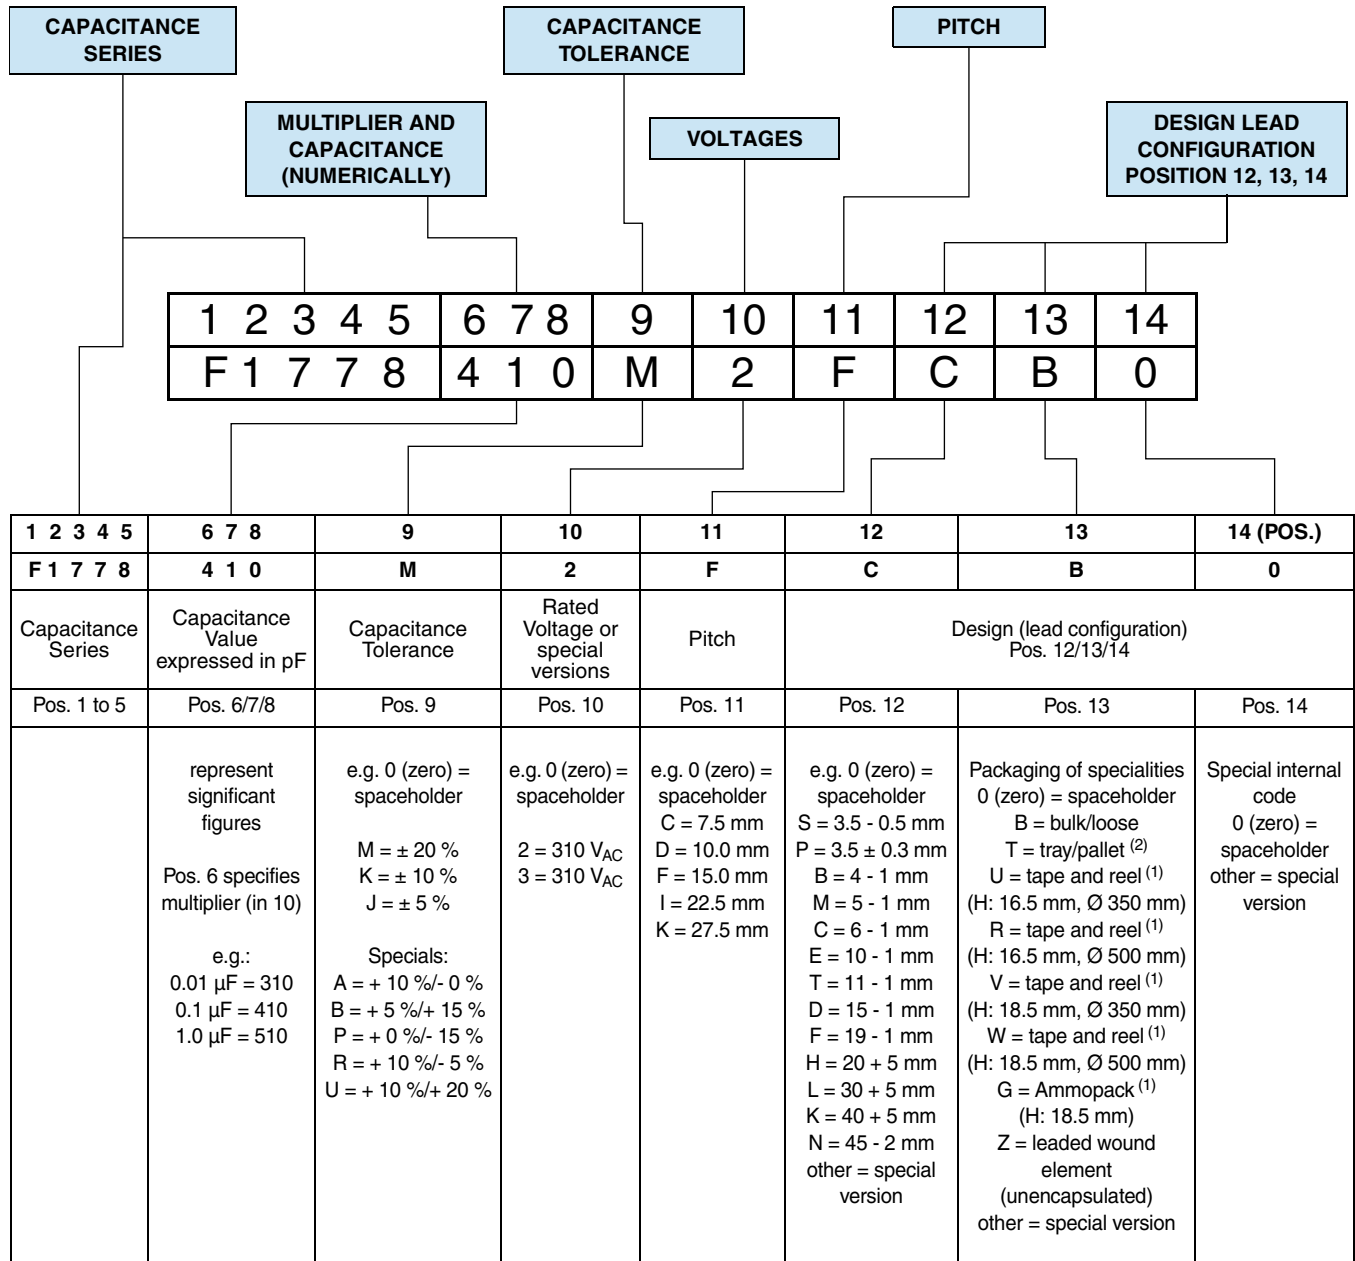 CAPACITANCE
SERIES
CAPACITANCE
TOLERANCE
PITCH
MULTIPLIER AND
CAPACITANCE
(NUMERICALLY)
VOLTAGES
DESIGN LEAD
CONFIGURATION
POSITION 12, 13, 14
1 2 3 4 5 6 7 8 9 10 11 12 13 14
F 1 7 7 8 4 1 0 M 2 F C B 0
1 2 3 4 5 6 7 8 9 10 11 12 13 14 (POS.)
F 1 7 7 8 4 1 0 M 2 F C B 0
Capacitance
Series
Capacitance
Value
expressed in pF
Capacitance
Tolerance
Rated
Voltage or
special
versions
Pitch
Design (lead configuration)
Pos. 12/13/14
Pos. 1 to 5 Pos. 6/7/8 Pos. 9 Pos. 10 Pos. 11 Pos. 12 Pos. 13 Pos. 14
represent
significant
figures
Pos. 6 specifies
multiplier (in 10)
e.g.:
0.01 µF = 310
0.1 µF = 410
1.0 µF = 510
e.g. 0 (zero) =
spaceholder
M = ± 20 %
K = ± 10 %
J = ± 5 %
Specials:
A = + 10 %/- 0 %
B = + 5 %/+ 15 %
P = + 0 %/- 15 %
R = + 10 %/- 5 %
U = + 10 %/+ 20 %
e.g. 0 (zero) =
spaceholder
2 = 310 VAC
3 = 310 VAC
e.g. 0 (zero) =
spaceholder
C = 7.5 mm
D = 10.0 mm
F = 15.0 mm
I = 22.5 mm
K = 27.5 mm
e.g. 0 (zero) =
spaceholder
S = 3.5 - 0.5 mm
P = 3.5 ± 0.3 mm
B = 4 - 1 mm
M = 5 - 1 mm
C = 6 - 1 mm
E = 10 - 1 mm
T = 11 - 1 mm
D = 15 - 1 mm
F = 19 - 1 mm
H = 20 + 5 mm
L = 30 + 5 mm
K = 40 + 5 mm
N = 45 - 2 mm
other = special
version
Packaging of specialities
0 (zero) = spaceholder
B = bulk/loose
T = tray/pallet (2)
U = tape and reel (1)
(H: 16.5 mm, Ø 350 mm)
R = tape and reel (1)
(H: 16.5 mm, Ø 500 mm)
V = tape and reel (1)
(H: 18.5 mm, Ø 350 mm)
W = tape and reel (1)
(H: 18.5 mm, Ø 500 mm)
G = Ammopack (1)
(H: 18.5 mm)
Z = leaded wound
element
(unencapsulated)
other = special version
Special internal
code
0 (zero) =
spaceholder
other = special
version